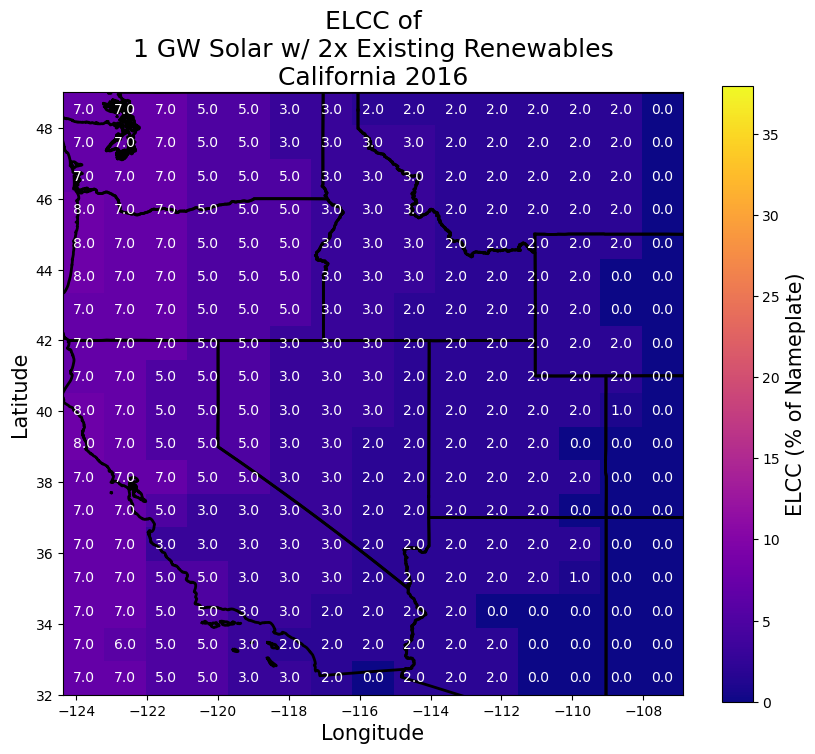 ELCC of
1 GW Solar w/ 2x Existing Renewables
California 2016
7.0 7.0 7.0 5.0 5.0 3.0 3.0 2.0 2.0 2.0 2.0 2.0 2.0 2.0 0.0
48
7.0 7.0 7.0 5.0 5.0 3.0 3.0 3.0 3.0 2.0 2.0 2.0 2.0 2.0 0.0
7.0 7.0 7.0 5.0 5.0 5.0 3.0 3.0 3.0 2.0 2.0 2.0 2.0 2.0 0.0
46
8.0 7.0 7.0 5.0 5.0 5.0 3.0 3.0 3.0 2.0 2.0 2.0 2.0 2.0 0.0
8.0 7.0 7.0 5.0 5.0 5.0 3.0 3.0 3.0 2.0 2.0 2.0 2.0 2.0 0.0
44
8.0 7.0 7.0 5.0 5.0 5.0 3.0 3.0 3.0 2.0 2.0 2.0 2.0 0.0 0.0
7.0 7.0 7.0 5.0 5.0 5.0 3.0 3.0 2.0 2.0 2.0 2.0 2.0 0.0 0.0
42
7.0 7.0 7.0 5.0 5.0 3.0 3.0 3.0 2.0 2.0 2.0 2.0 2.0 2.0 0.0
7.0 7.0 5.0 5.0 5.0 3.0 3.0 3.0 2.0 2.0 2.0 2.0 2.0 2.0 0.0
40
8.0 7.0 5.0 5.0 5.0 3.0 3.0 3.0 2.0 2.0 2.0 2.0 2.0 1.0 0.0
8.0 7.0 5.0 5.0 5.0 3.0 3.0 2.0 2.0 2.0 2.0 2.0 0.0 0.0 0.0
38
7.0 7.0 7.0 5.0 5.0 3.0 3.0 2.0 2.0 2.0 2.0 2.0 2.0 0.0 0.0
7.0 7.0 5.0 3.0 3.0 3.0 3.0 2.0 2.0 2.0 2.0 2.0 0.0 0.0 0.0
36
7.0 7.0 3.0 3.0 3.0 3.0 3.0 2.0 2.0 2.0 2.0 2.0 2.0 0.0 0.0
7.0 7.0 5.0 5.0 3.0 3.0 3.0 2.0 2.0 2.0 2.0 2.0 1.0 0.0 0.0
34
7.0 7.0 5.0 5.0 3.0 3.0 2.0 2.0 2.0 2.0 0.0 0.0 0.0 0.0 0.0
7.0 6.0 5.0 5.0 3.0 2.0 2.0 2.0 2.0 2.0 2.0 0.0 0.0 0.0 0.0
7.0 7.0 5.0 5.0 3.0 3.0 2.0 0.0 2.0 2.0 2.0 0.0 0.0 0.0 0.0
32
−124 −122 −120 −118 −116 −114 −112 −110 −108
Longitude
Latitude
35
30
25
20
15
10
5
0
ELCC (% of Nameplate)